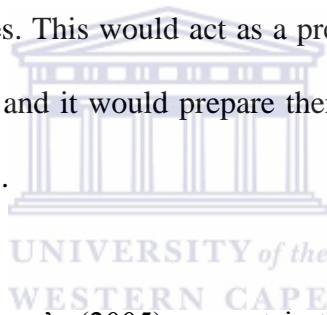 es. This would act as a pre
and it would prepare the
.
UNIVERSITY of the
WESTERN CAPE
(2005)